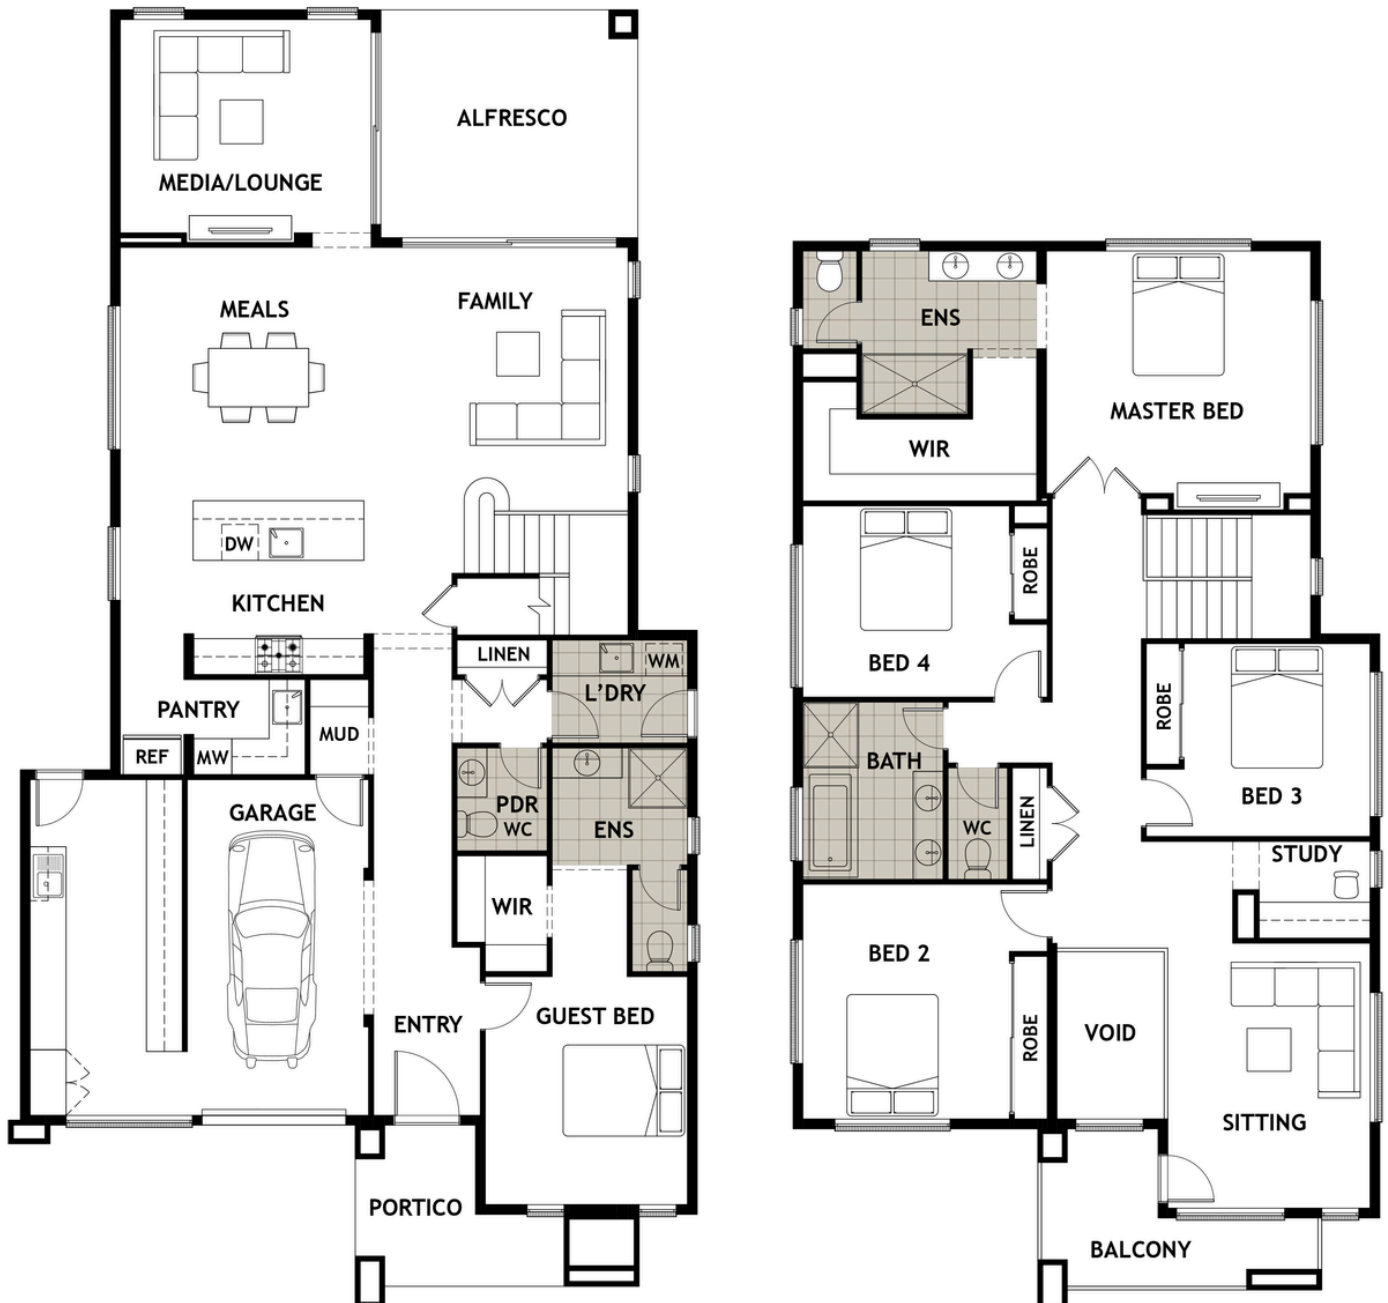 ALFRESCO
MEDIA/LOUNGE
MEALS
FAMILY
DW
KITCHEN
LINEN
WM
L'DRY
PANTRY
MUD
REF
MW
GARAGE
PDR
WC
ENS
WIR
ENTRY
GUEST BED
PORTICO
ENS
MASTER BED
WIR
ROBE
BED 4
ROBE
BATH
BED 3
WC
LINEN
STUDY
BED 2
ROBE
VOID
SITTING
BALCONY